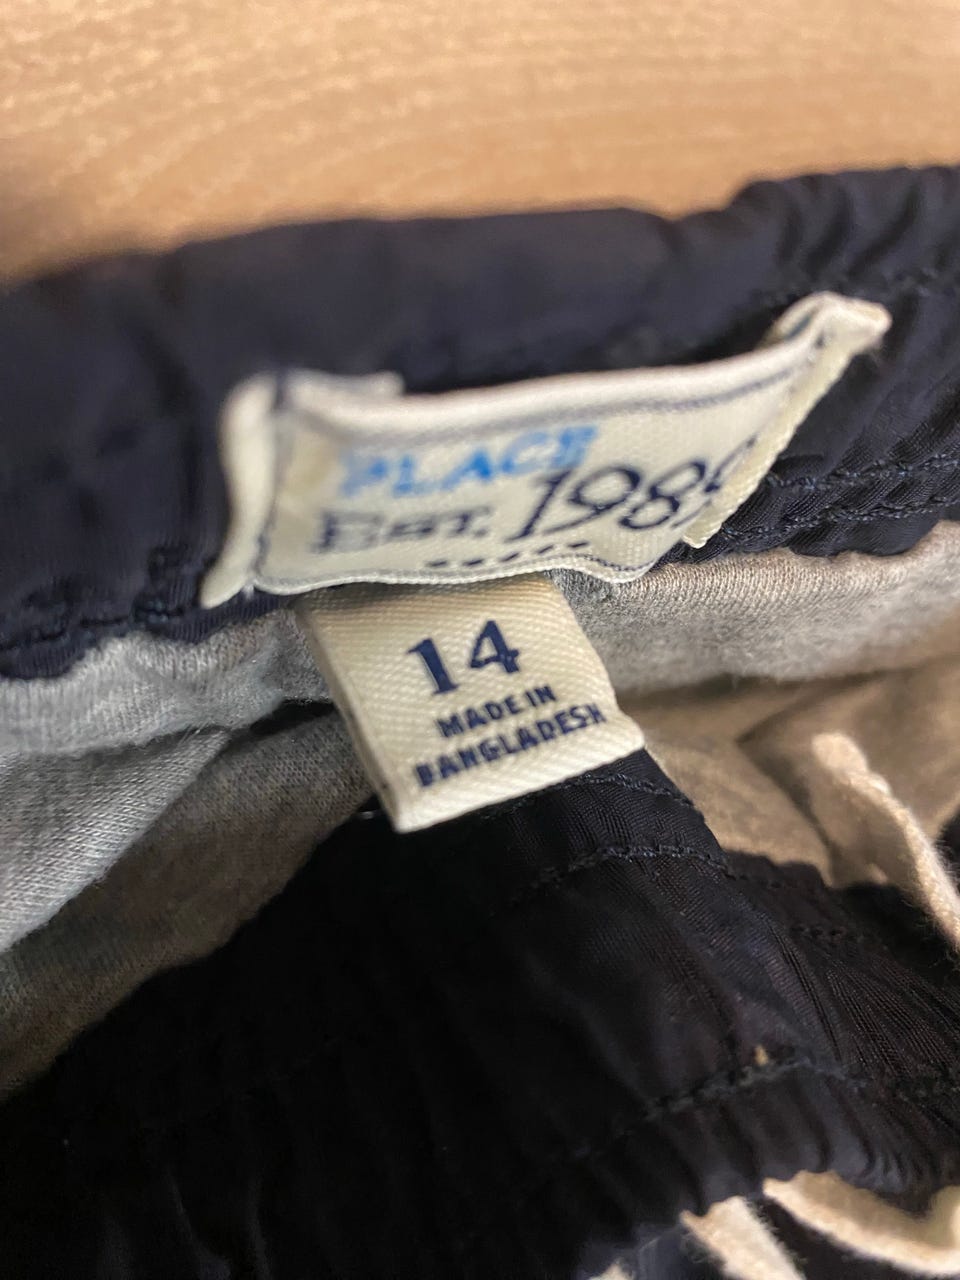 PLACE
EST. 1989
14
MADE IN
BANGLADESH